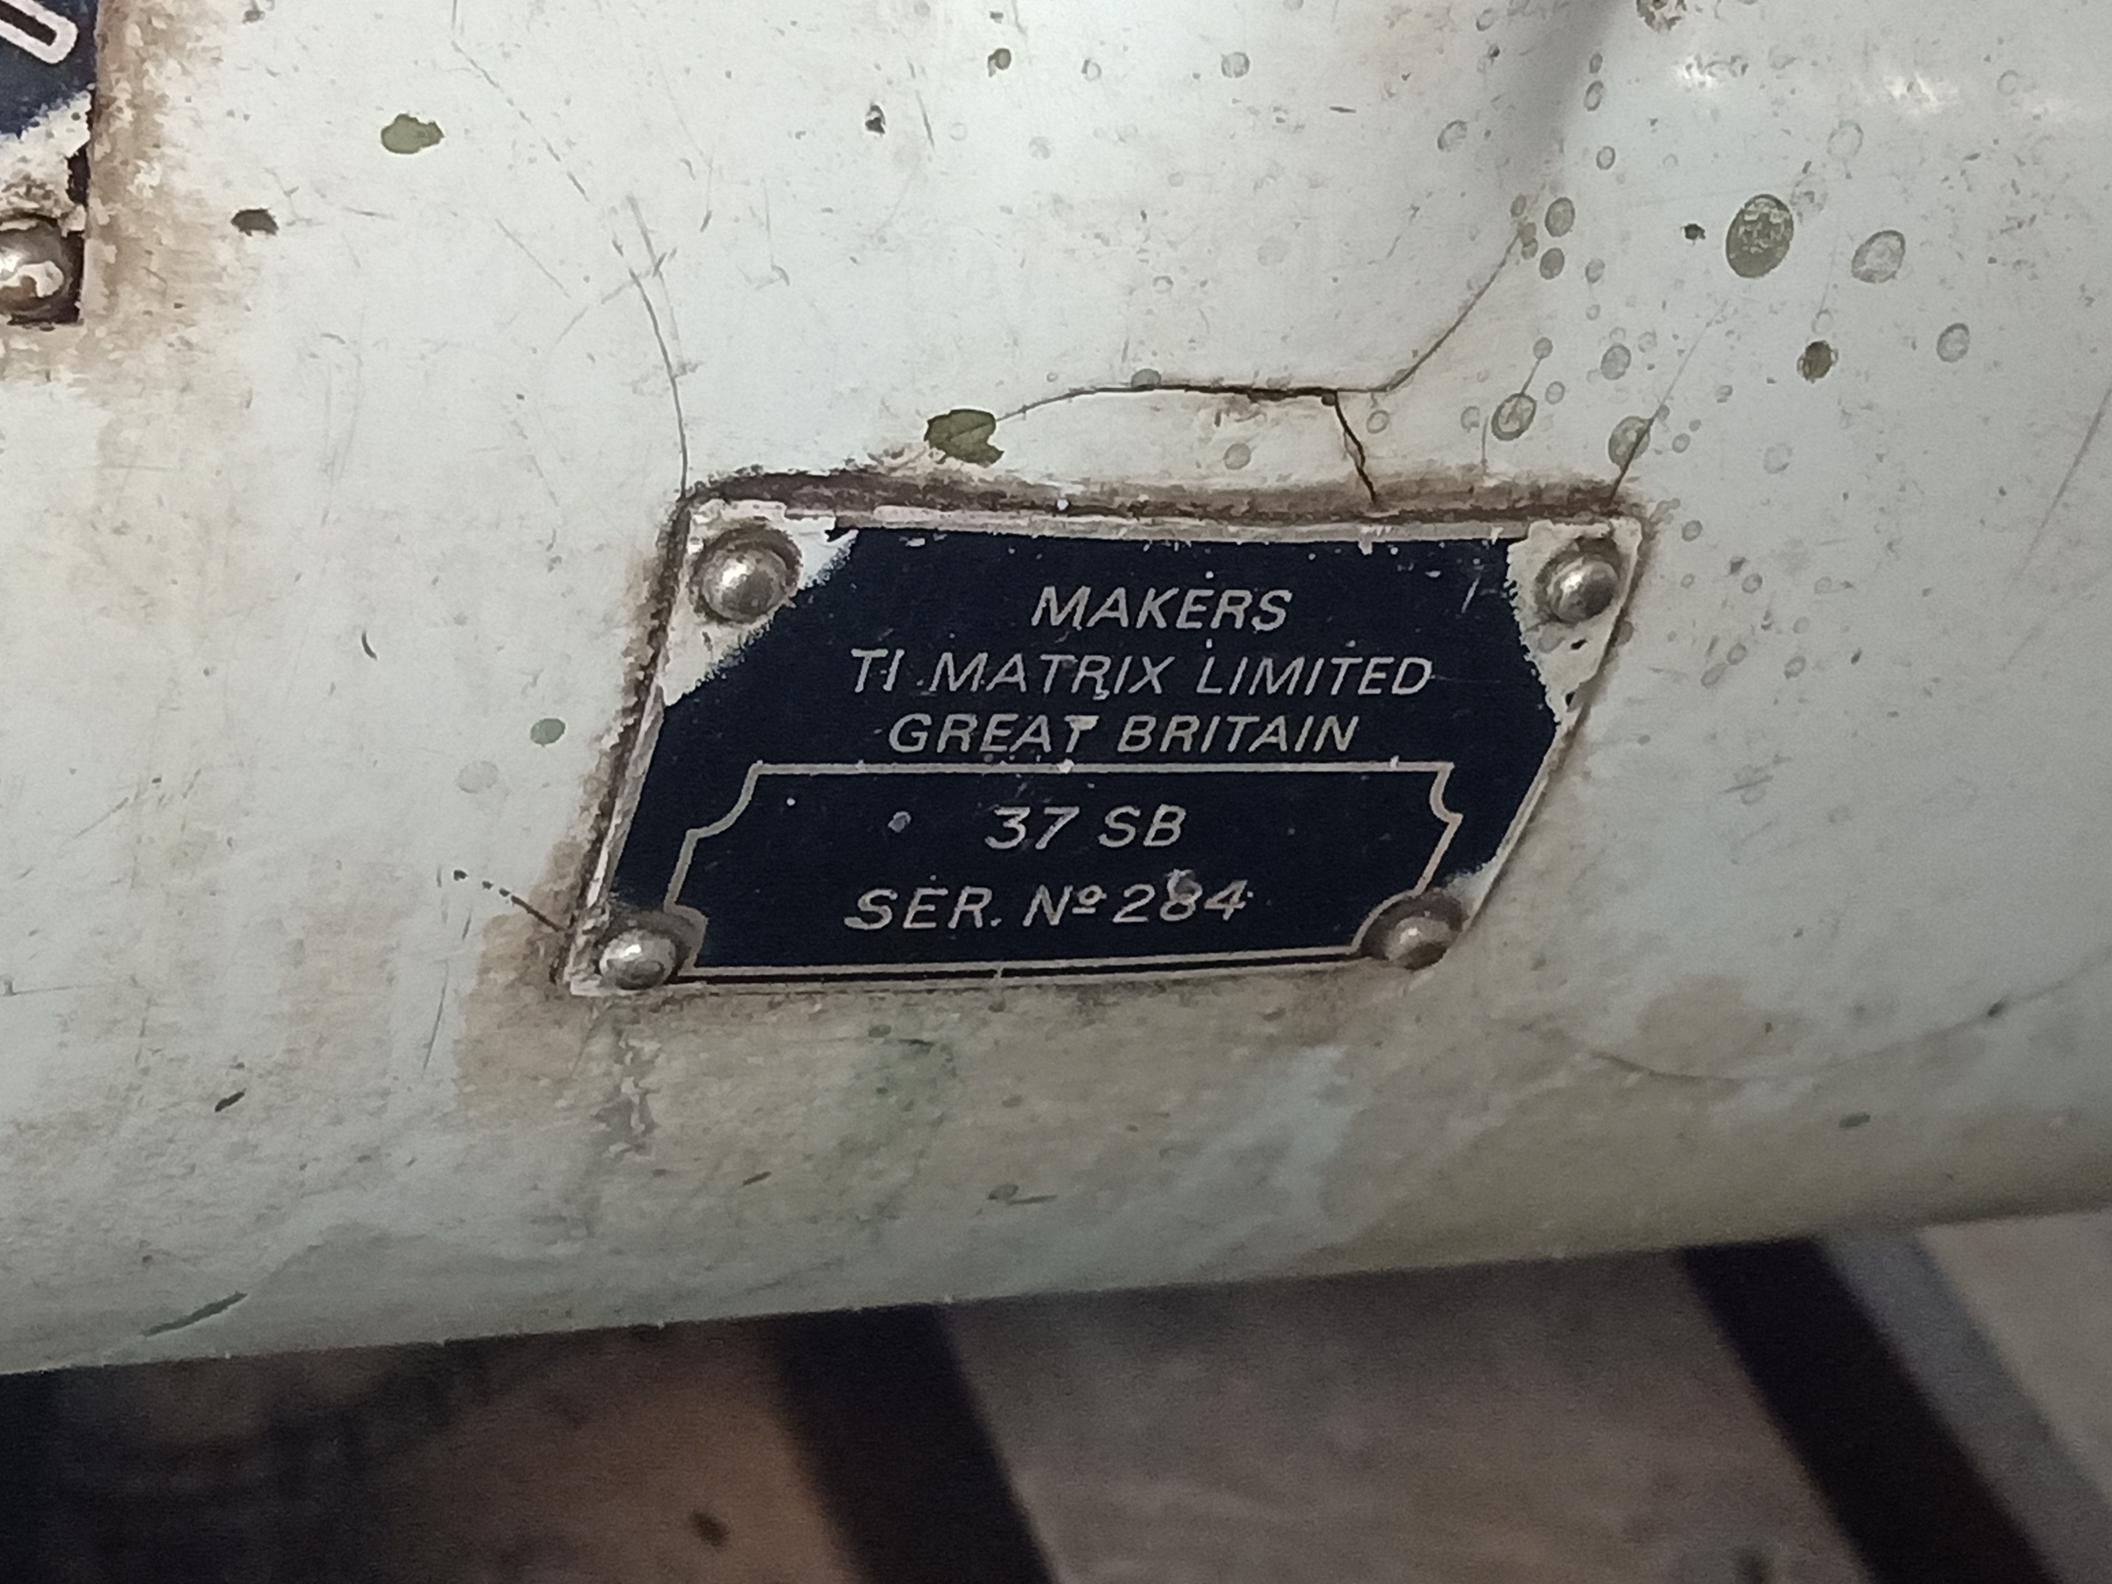 MAKERS
TI MATRIX LIMITED
GREAT BRITAIN
37 SB
SER. Nº 284